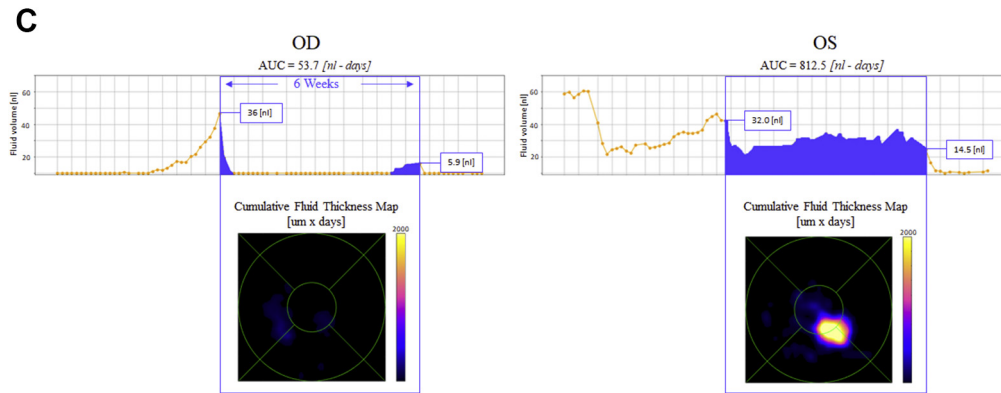 C
OD
AUC = 53.7 [nl - days]
6 Weeks
Fluid volume [nl]
60
40
20
36 [nl]
5.9 [nl]
Cumulative Fluid Thickness Map
[um x days]
2000
0
OS
AUC = 812.5 [nl - days]
Fluid volume [nl]
60
40
20
32.0 [nl]
14.5 [nl]
Cumulative Fluid Thickness Map
[um x days]
2000
0